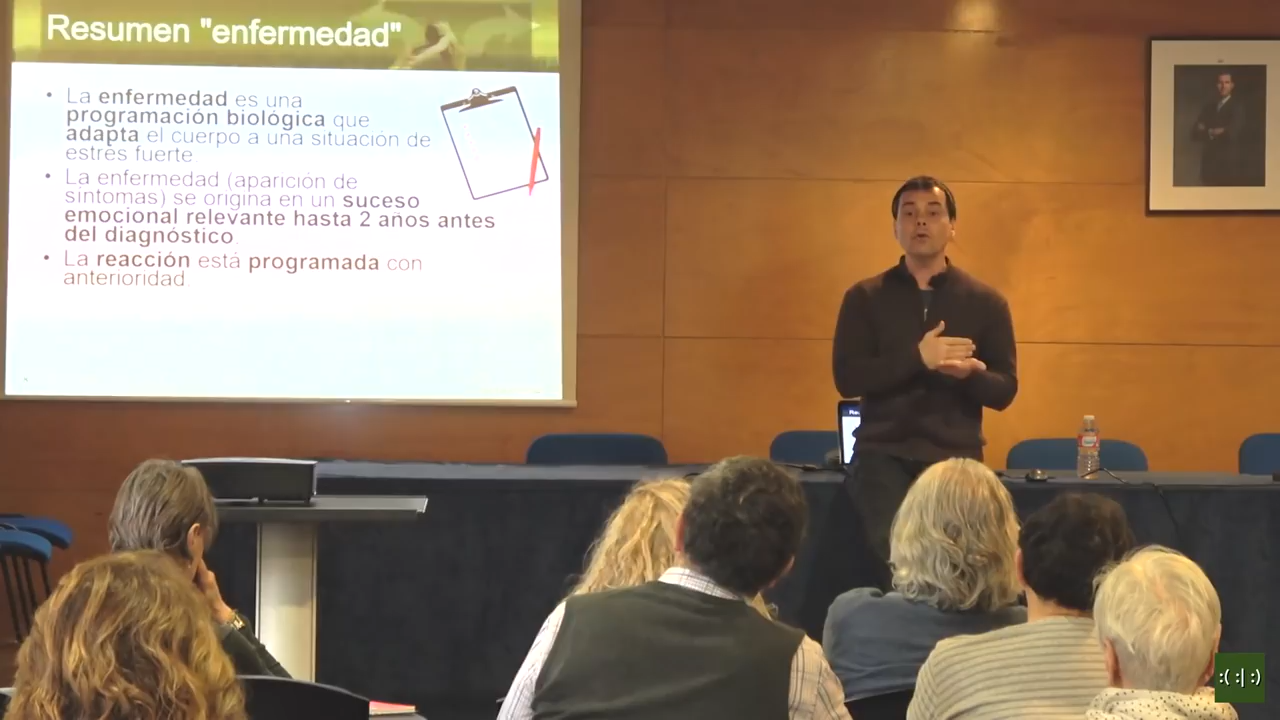 Resumen "enfermedad"
• La enfermedad es una
programación biológica que
adapta el cuerpo a una situación de
estrés fuerte.
• La enfermedad (aparición de
síntomas) se origina en un suceso
emocional relevante hasta 2 años antes
del diagnóstico.
• La reacción está programada con
anterioridad.
:( :| :)